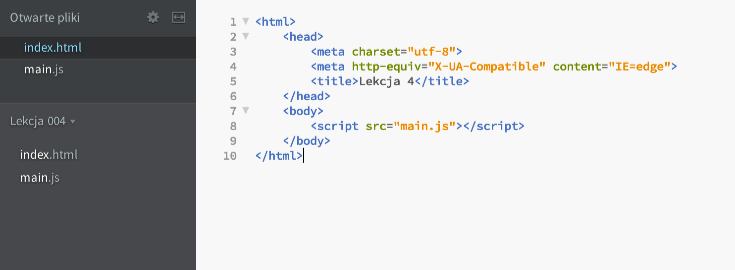 Otwarte pliki
index.html
main.js
Lekcja 004
index.html
main.js
1 <html>
2 <head>
3 <meta charset="utf-8">
4 <meta http-equiv="X-UA-Compatible" content="IE=edge">
5 <title>Lekcja 4</title>
6 </head>
7 <body>
8 <script src="main.js"></script>
9 </body>
10 </html>